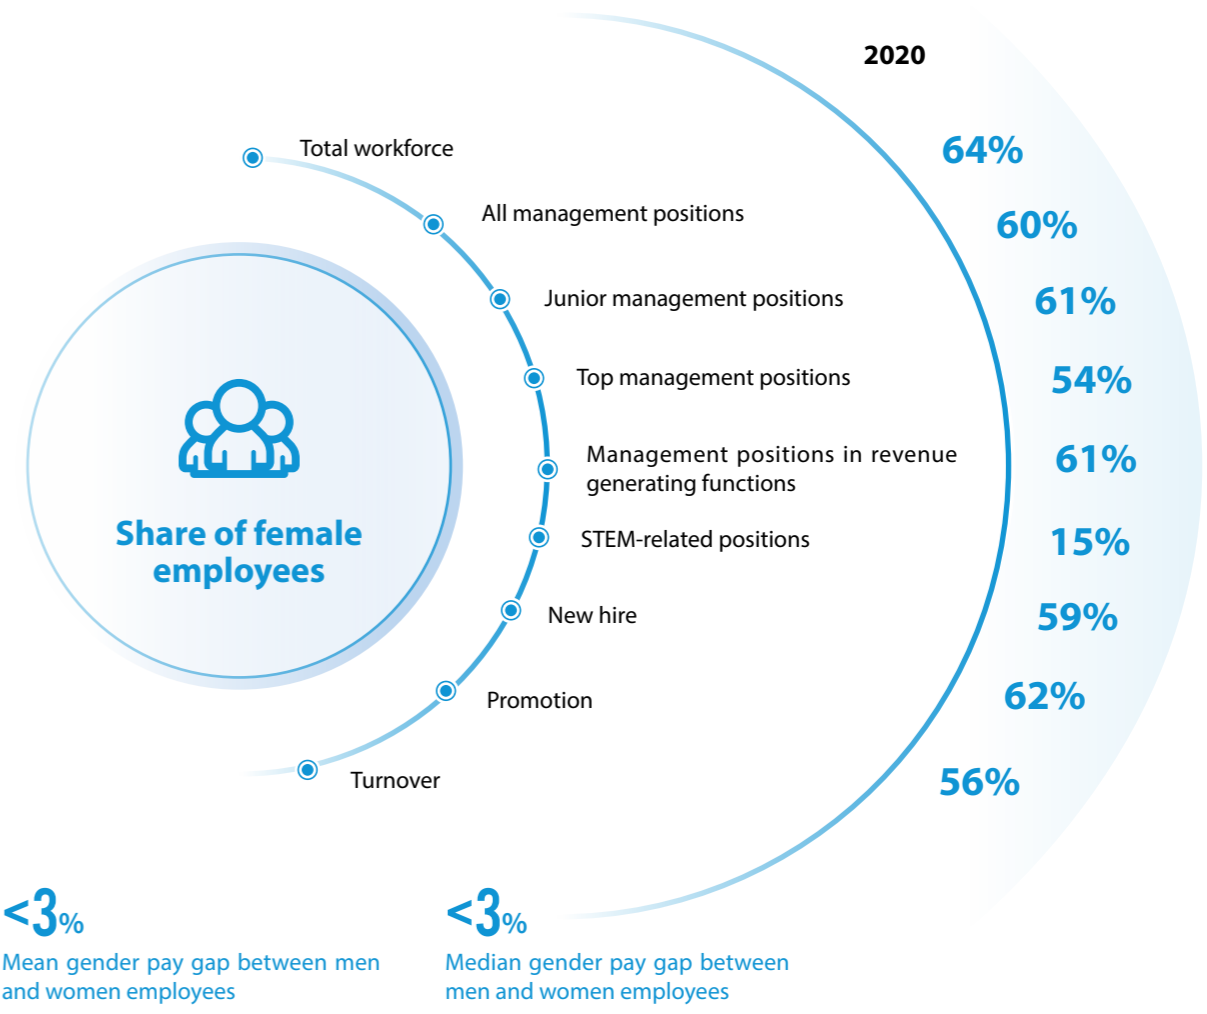 2020
Total workforce
64%
All management positions
60%
Junior management positions
61%
Top management positions
54%
Management positions in revenue
generating functions
61%
STEM-related positions
15%
New hire
59%
Promotion
62%
Turnover
56%
Share of female
employees
<3%
Mean gender pay gap between men
and women employees
<3%
Median gender pay gap between
men and women employees